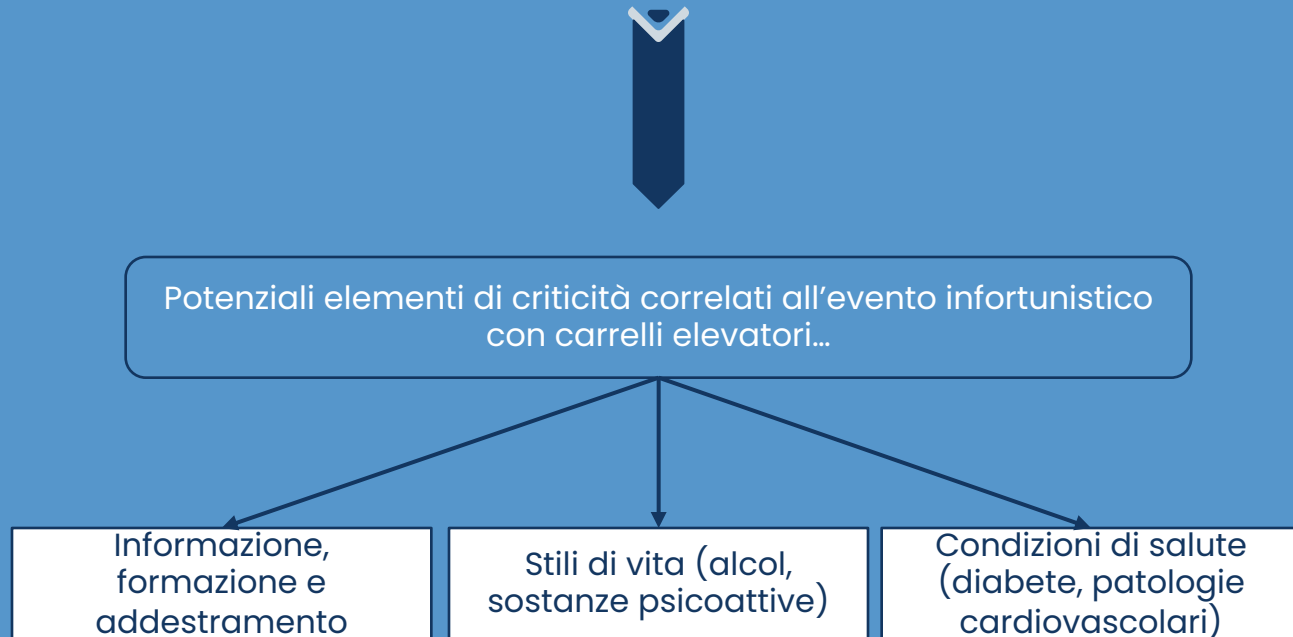 Potenziali elementi di criticità correlati all’evento infortunistico
con carrelli elevatori…
Informazione,
formazione e
addestramento
Stili di vita (alcol,
sostanze psicoattive)
Condizioni di salute
(diabete, patologie
cardiovascolari)